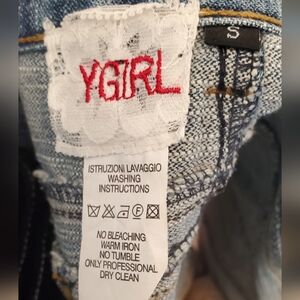 YGIRL
S
ISTRUZIONI LAVAGGIO
WASHING
INSTRUCTIONS
NO BLEACHING
WARM IRON
NO TUMBLE
ONLY PROFESSIONAL
DRY CLEAN